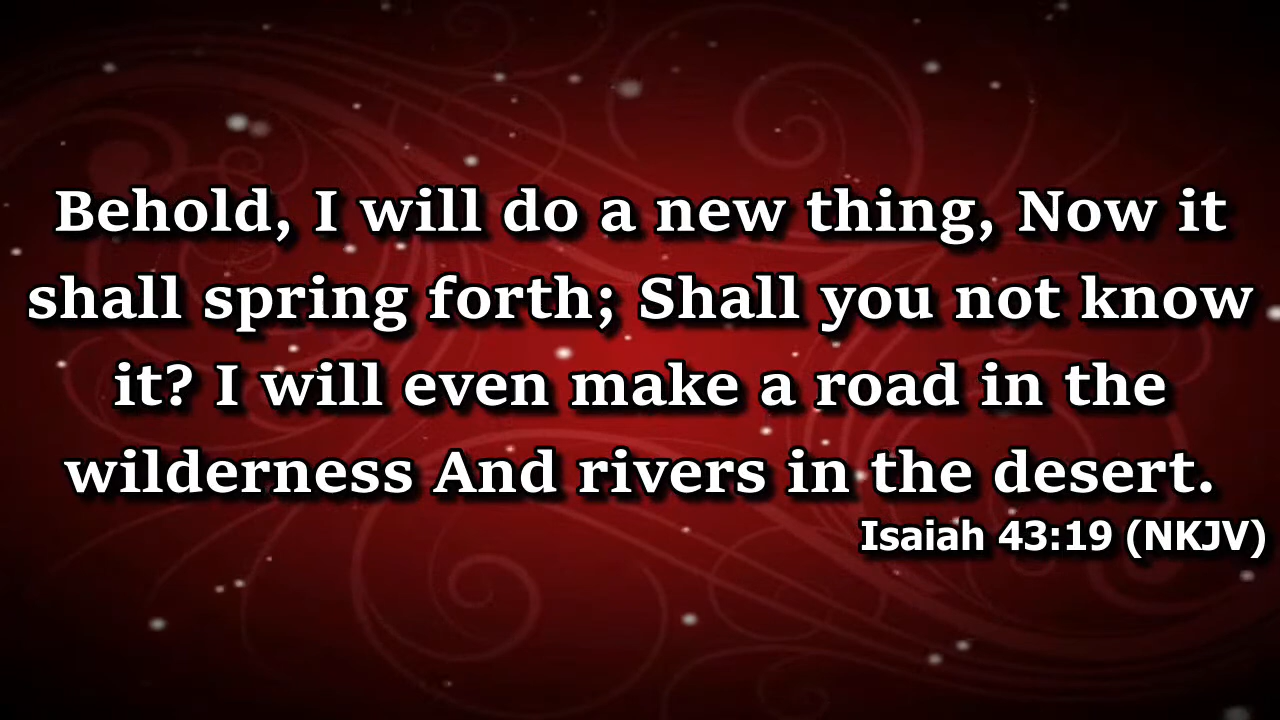 Behold, I will do a new thing, Now it
shall spring forth; Shall you not know
it? I will even make a road in the
wilderness And rivers in the desert.
Isaiah 43:19 (NKJV)